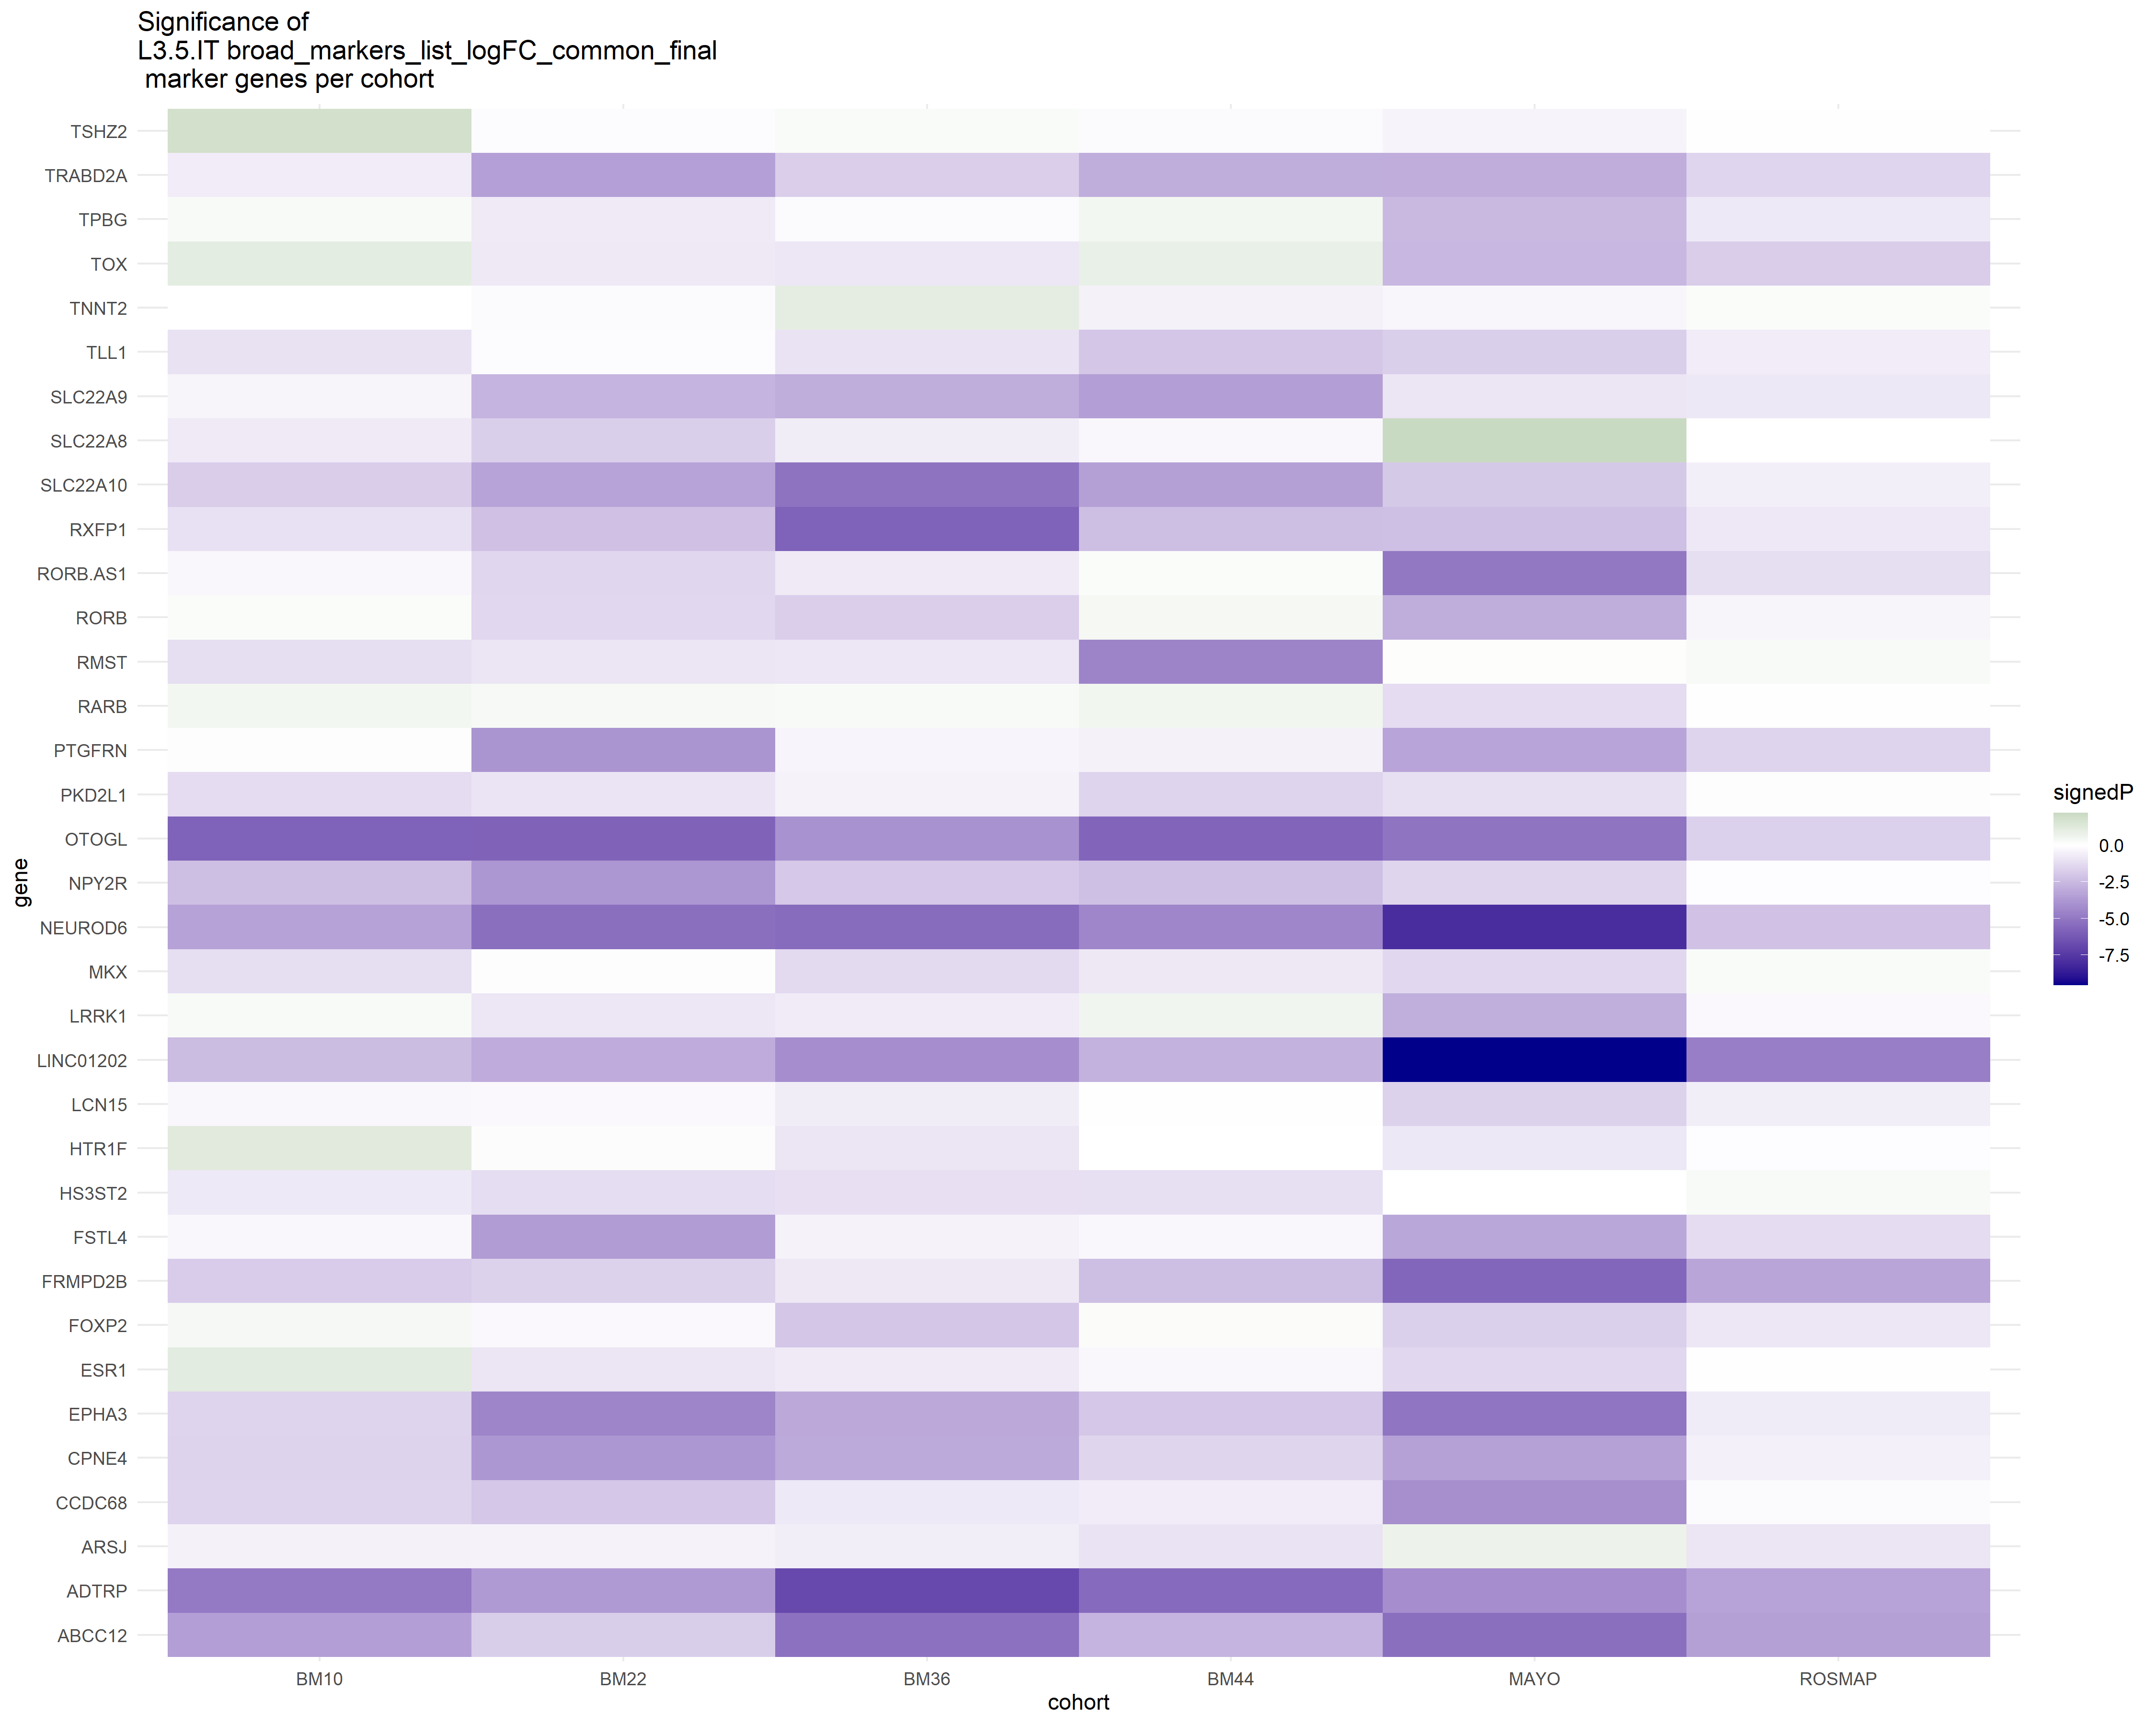 Significance of
L3.5.IT broad_markers_list_logFC_common_final
marker genes per cohort
TSHZ2
TRABD2A
TPBG
TOX
TNNT2
TLL1
SLC22A9
SLC22A8
SLC22A10
RXFP1
RORB.AS1
RORB
RMST
RARB
PTGFRN
PKD2L1
OTOGL
NPY2R
NEUROD6
MKX
LRRK1
LINC01202
LCN15
HTR1F
HS3ST2
FSTL4
FRMPD2B
FOXP2
ESR1
EPHA3
CPNE4
CCDC68
ARSJ
ADTRP
ABCC12
gene
BM10 BM22 BM36 BM44 MAYO ROSMAP
cohort
signedP
0.0
-2.5
-5.0
-7.5